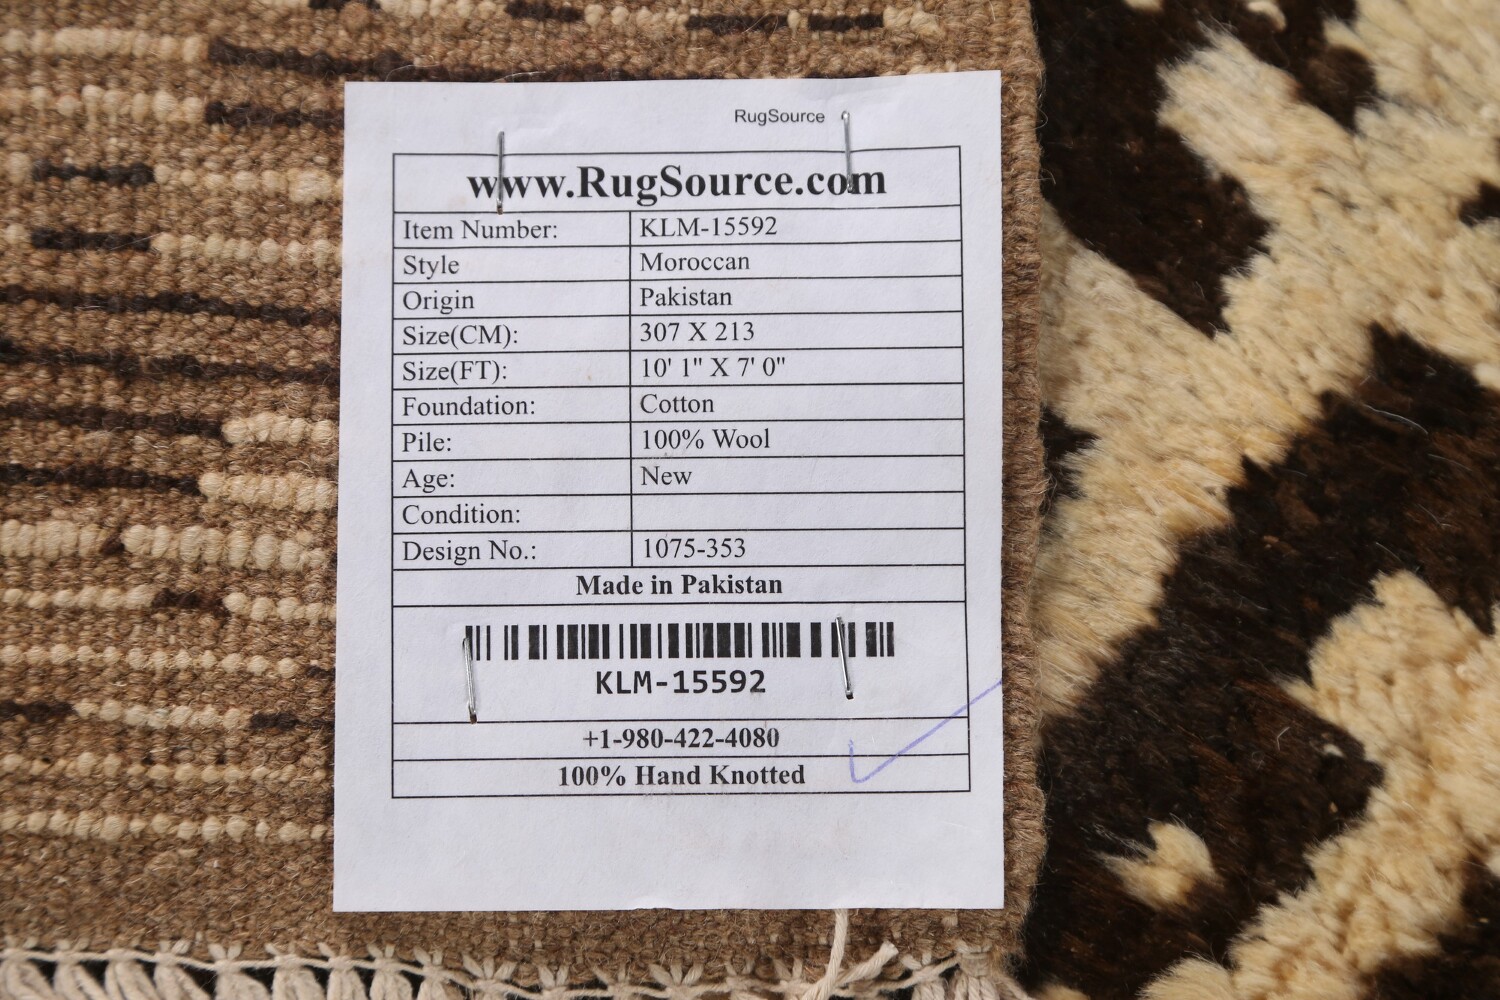 RugSource
www.RugSource.com
Item Number: KLM-15592
Style Moroccan
Origin Pakistan
Size(CM): 307 X 213
Size(FT): 10' 1" X 7' 0"
Foundation: Cotton
Pile: 100% Wool
Age: New
Condition:
Design No.: 1075-353
Made in Pakistan
KLM-15592
+1-980-422-4080
100% Hand Knotted